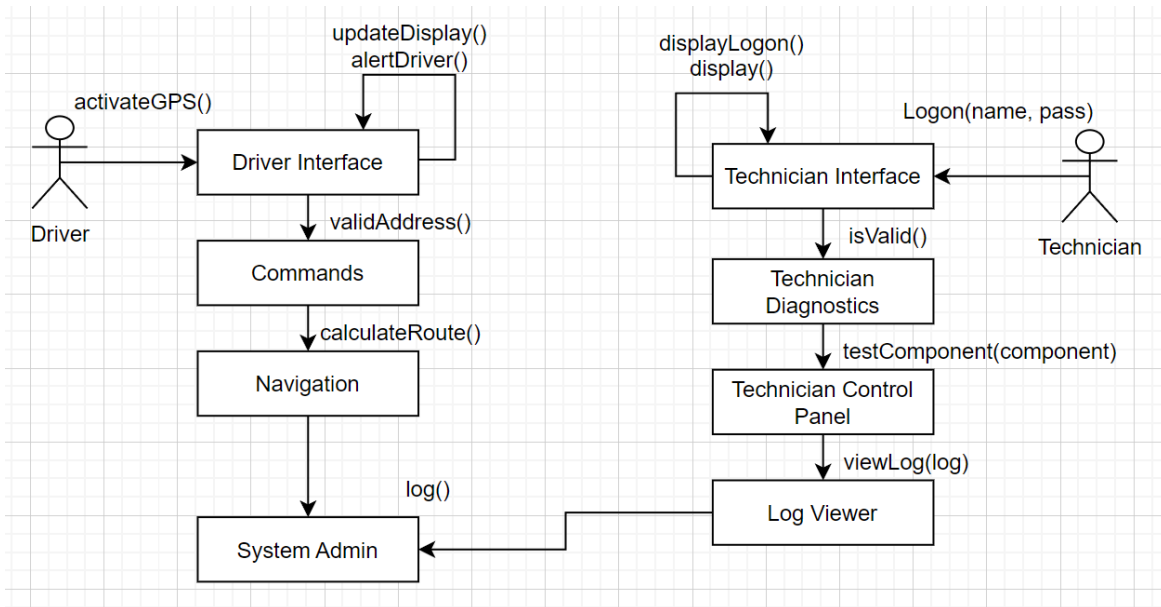 updateDisplay()
alertDriver()
activateGPS()
Driver Interface
Driver
validAddress()
Commands
calculateRoute()
Navigation
log()
System Admin
displayLogon()
display()
Logon(name, pass)
Technician Interface
Technician
isValid()
Technician
Diagnostics
testComponent(component)
Technician Control
Panel
viewLog(log)
Log Viewer